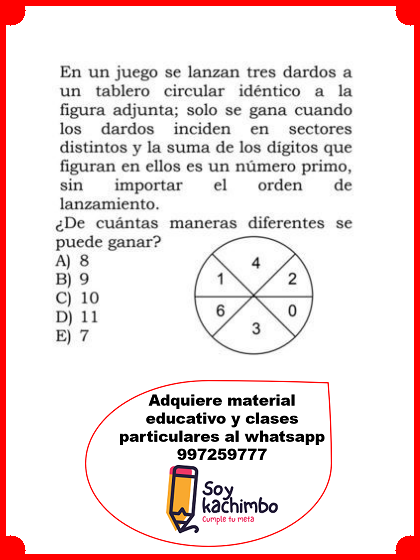 En un juego se lanzan tres dardos a
un tablero circular idéntico a la
figura adjunta; solo se gana cuando
los dardos inciden en sectores
distintos y la suma de los dígitos que
figuran en ellos es un número primo,
sin importar el orden de
lanzamiento.
¿De cuántas maneras diferentes se
puede ganar?
A) 8
B) 9
C) 10
D) 11
E) 7
4
1 2
6 0
3
Adquiere material
educativo y clases
particulares al whatsapp
997259777
Soy
kachimbo
Cumple tu meta